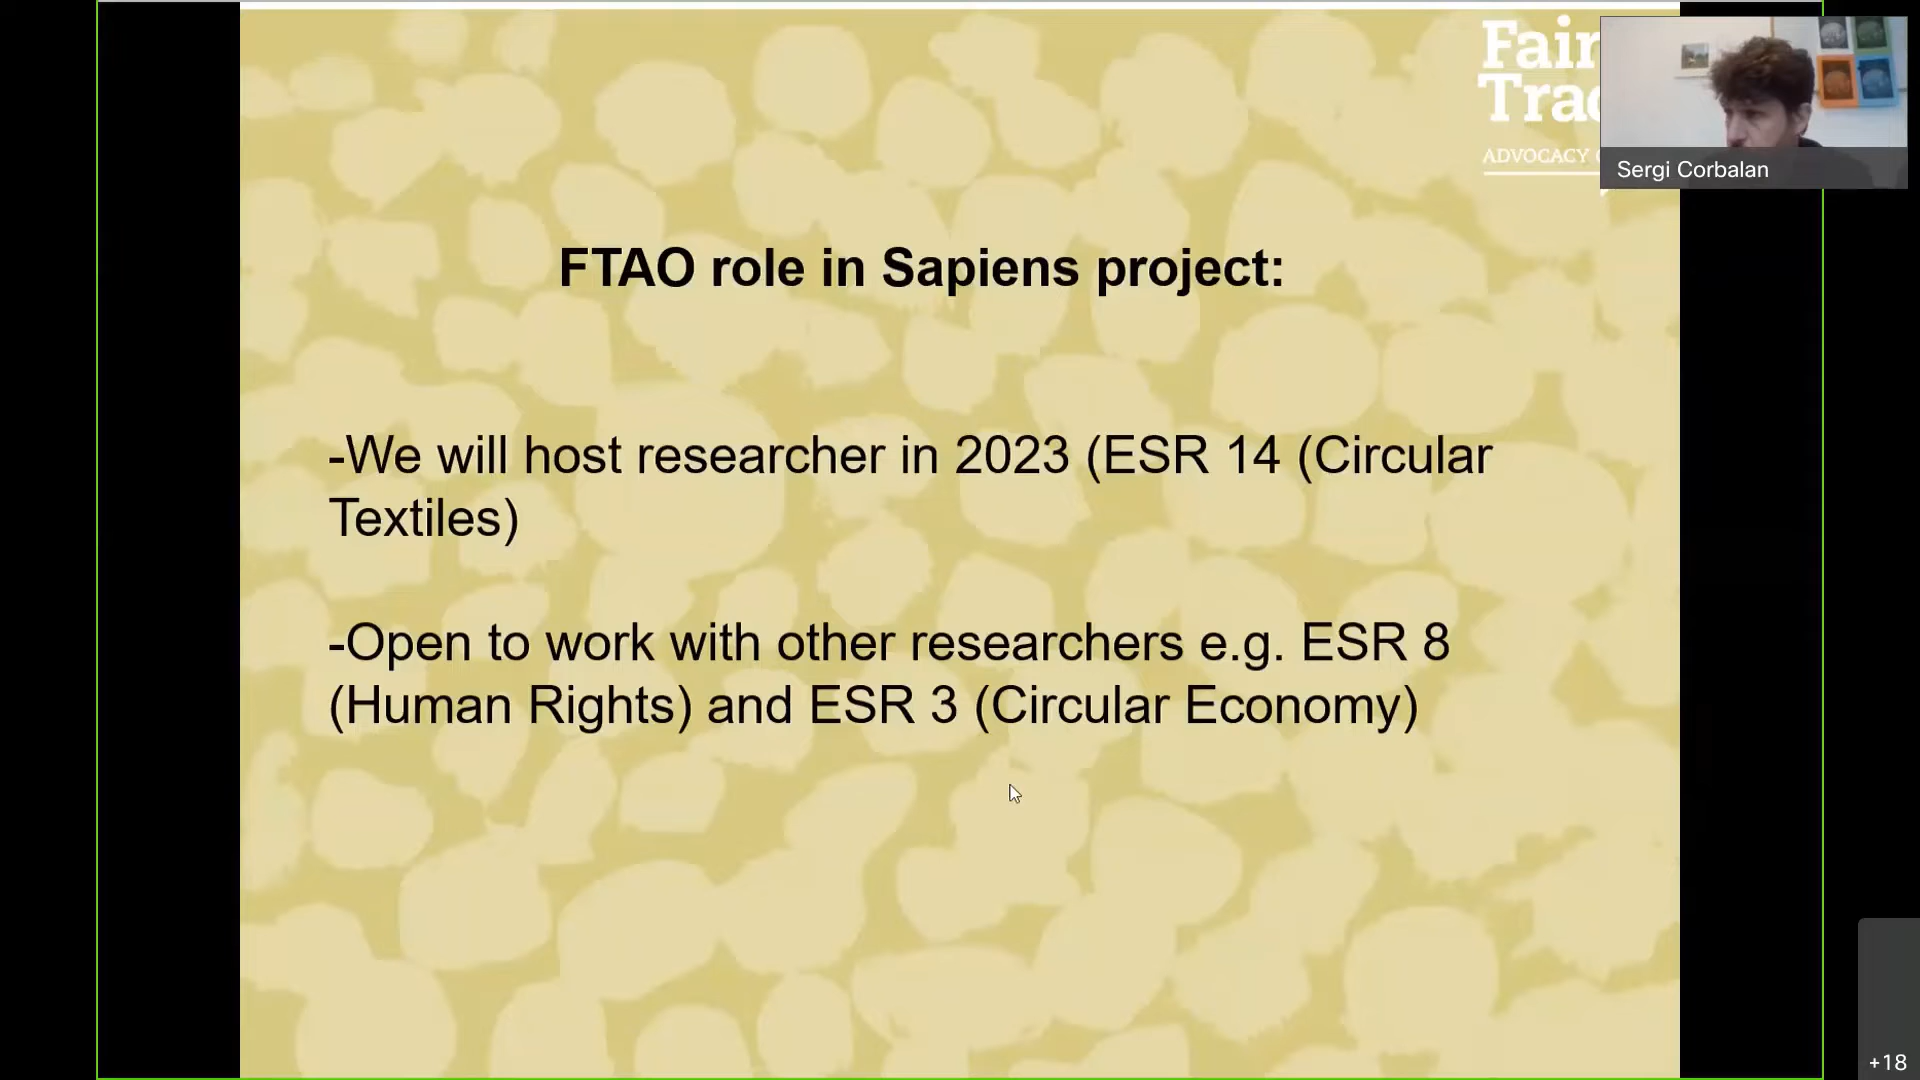 Fair
Trad
ADVOCACY
Sergi Corbalan
FTAO role in Sapiens project:
-We will host researcher in 2023 (ESR 14 (Circular
Textiles)
-Open to work with other researchers e.g. ESR 8
(Human Rights) and ESR 3 (Circular Economy)
+18